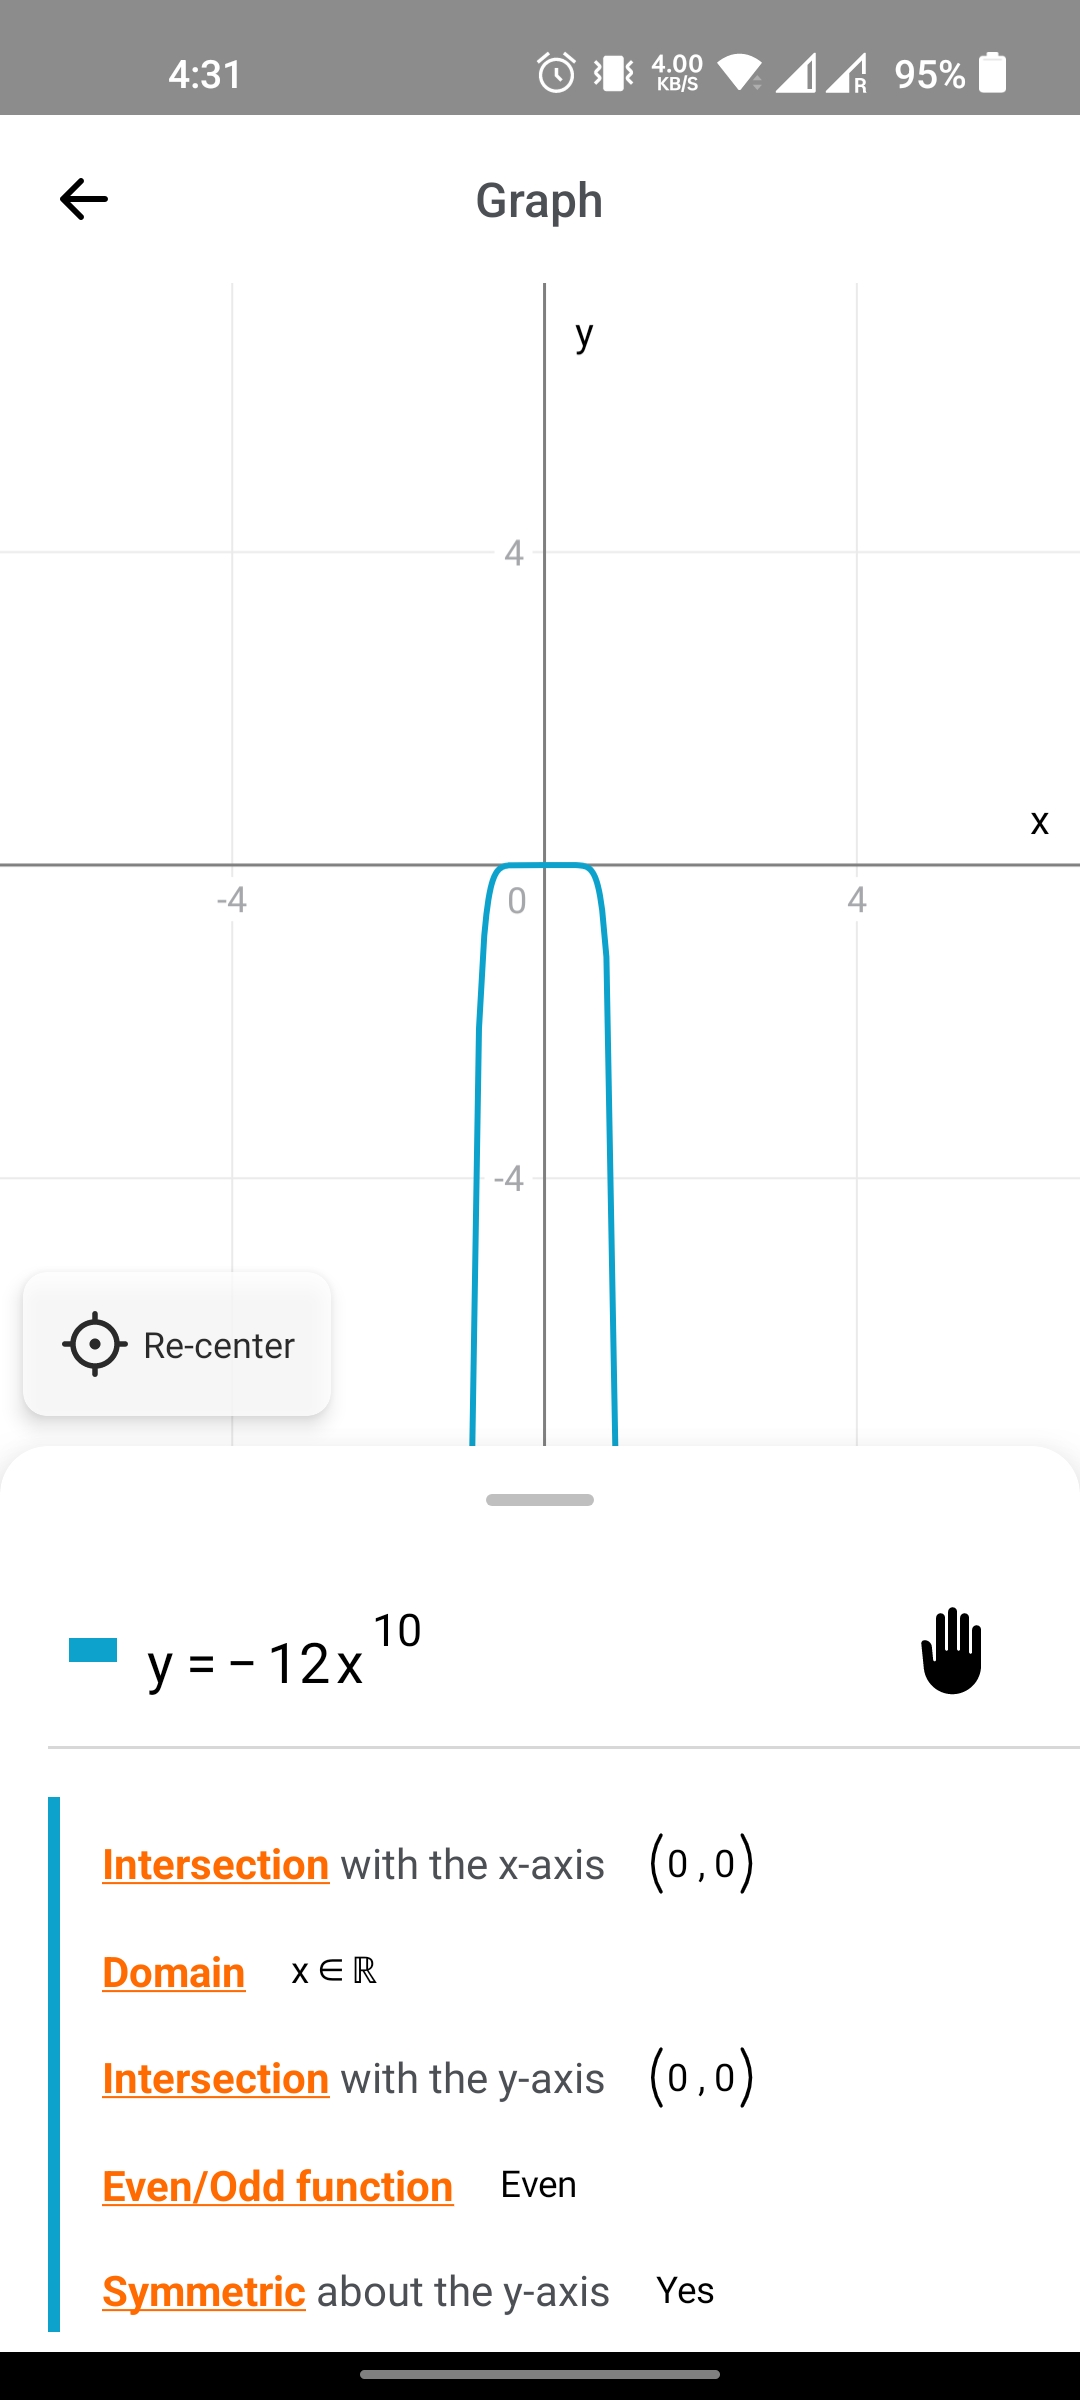 4:31 4.00 KB/S R 95%
Graph
y
4
x
-4 0 4
-4
Re-center
y = − 12x^10
Intersection with the x-axis (0 , 0)
Domain x ∈ ℝ
Intersection with the y-axis (0 , 0)
Even/Odd function Even
Symmetric about the y-axis Yes